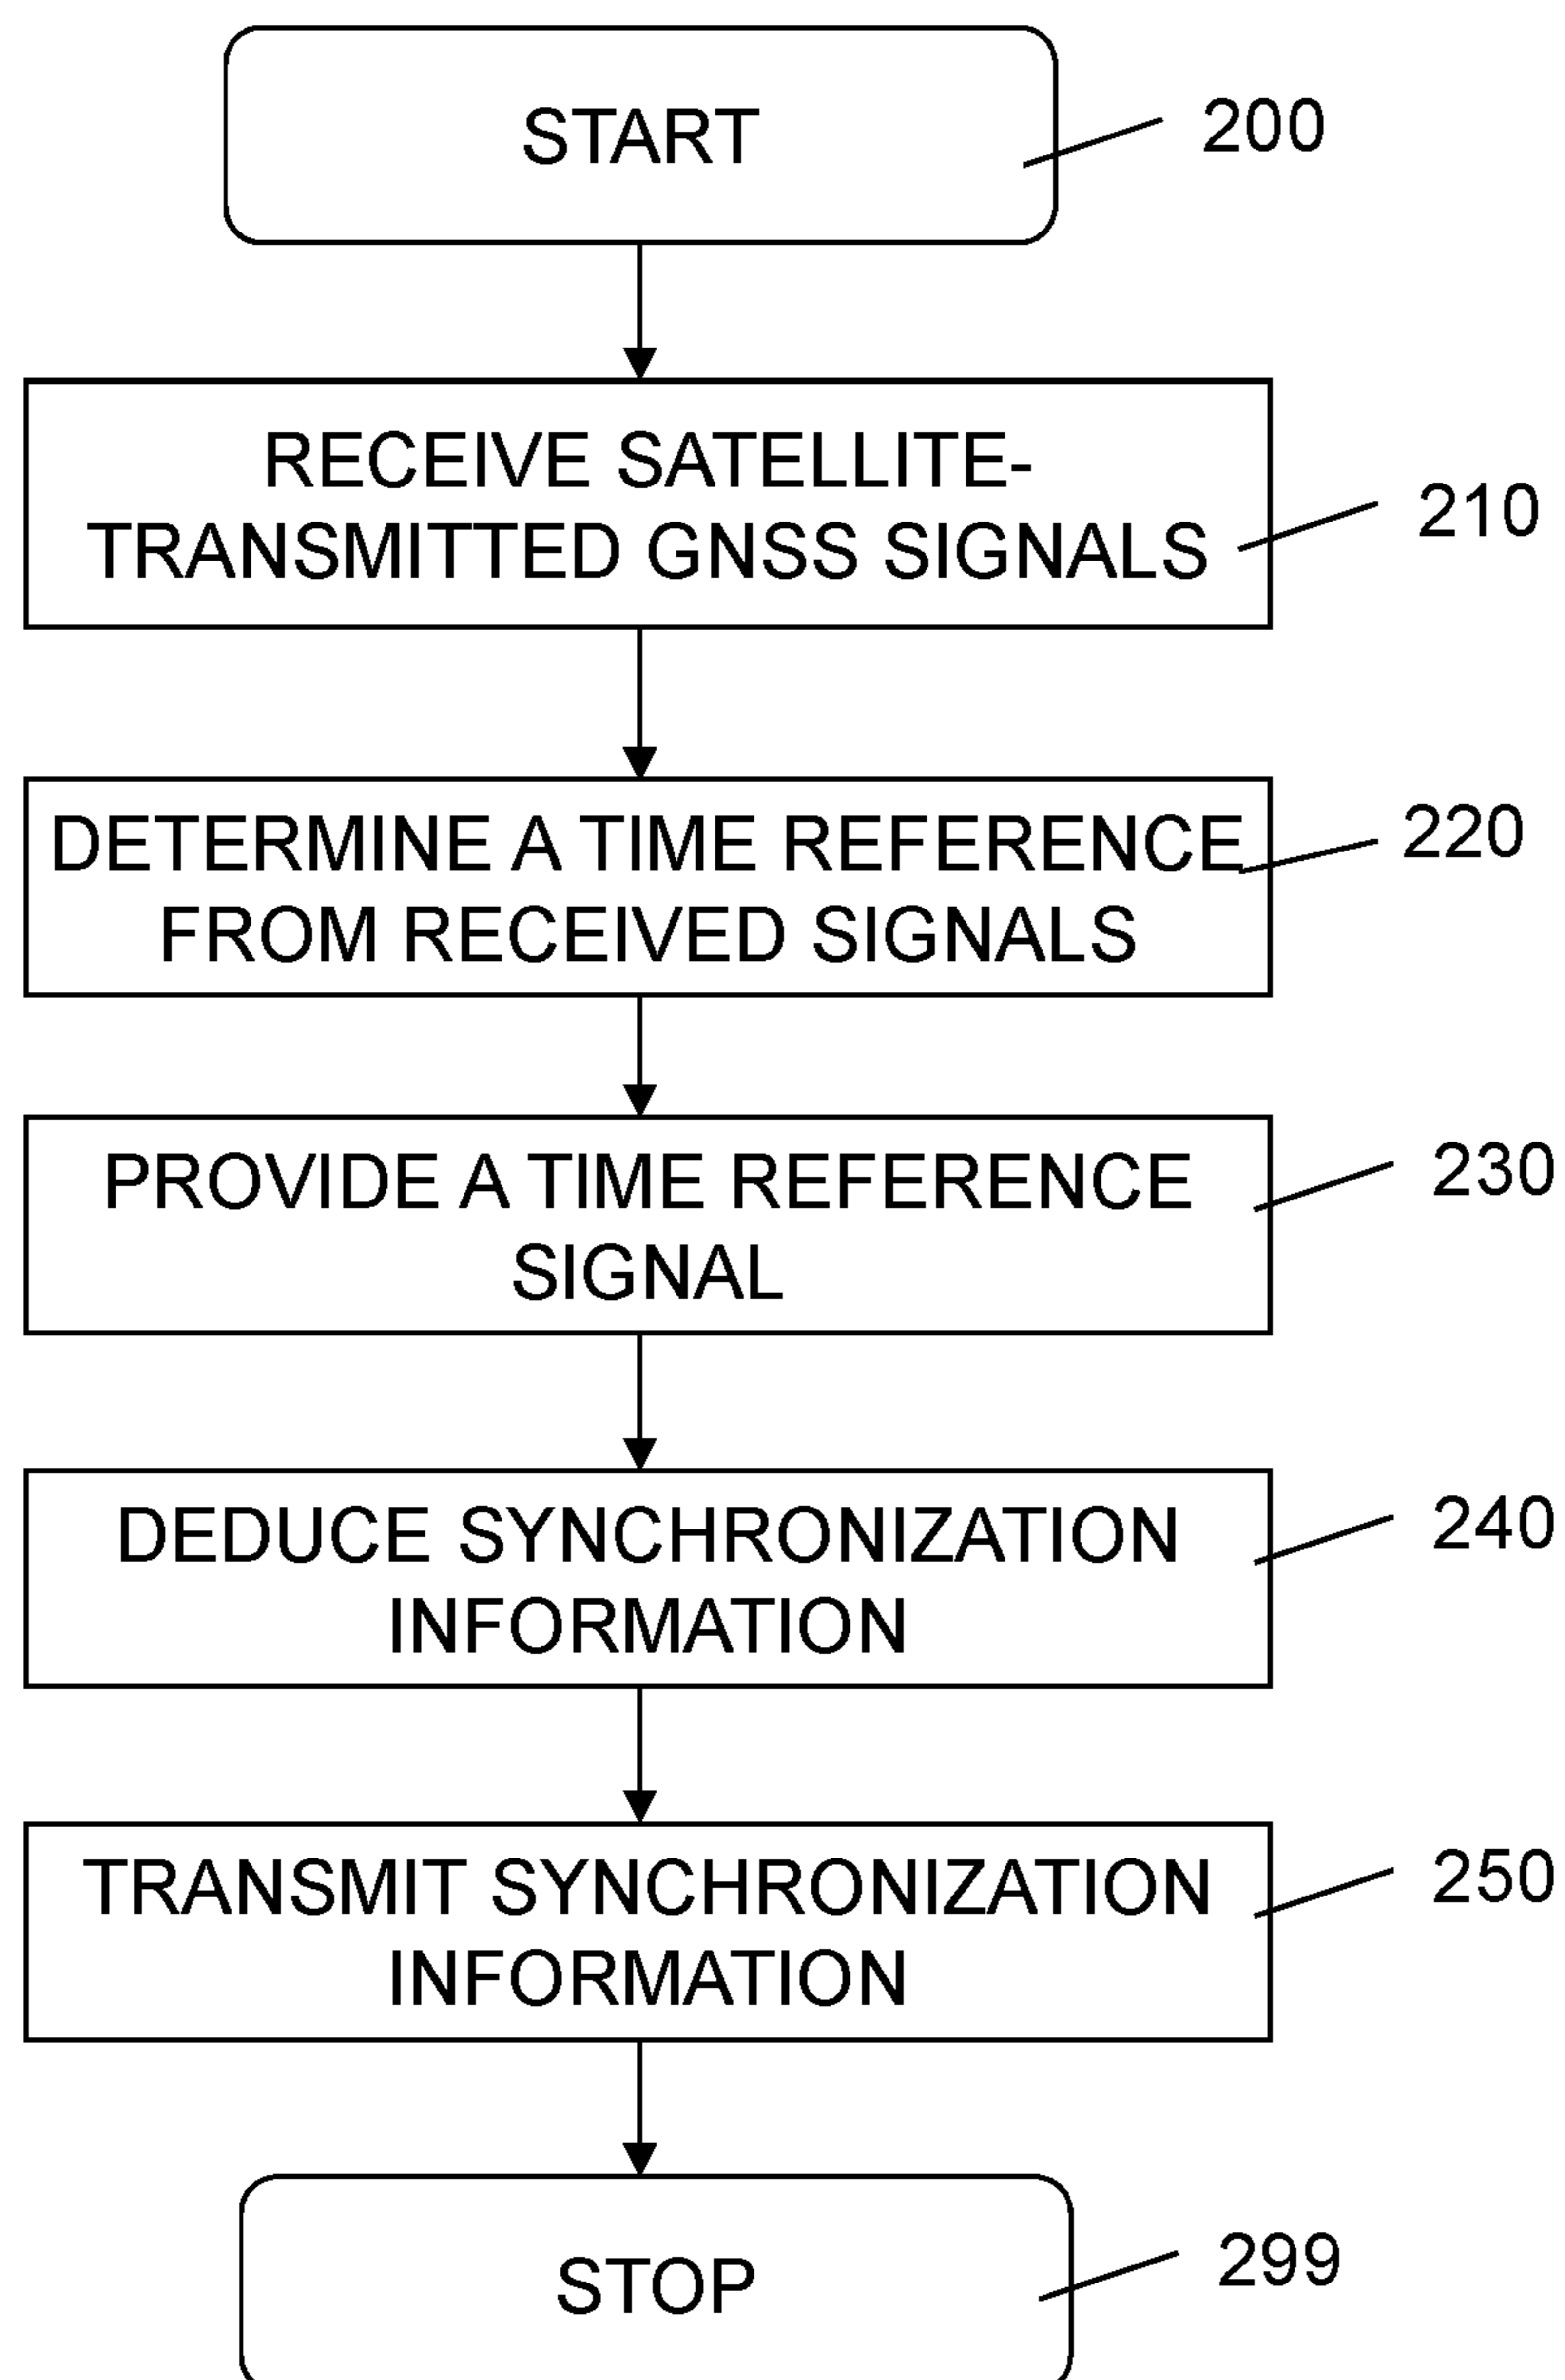 START
200
RECEIVE SATELLITE-
TRANSMITTED GNSS SIGNALS
210
DETERMINE A TIME REFERENCE
FROM RECEIVED SIGNALS
220
PROVIDE A TIME REFERENCE
SIGNAL
230
DEDUCE SYNCHRONIZATION
INFORMATION
240
TRANSMIT SYNCHRONIZATION
INFORMATION
250
STOP
299